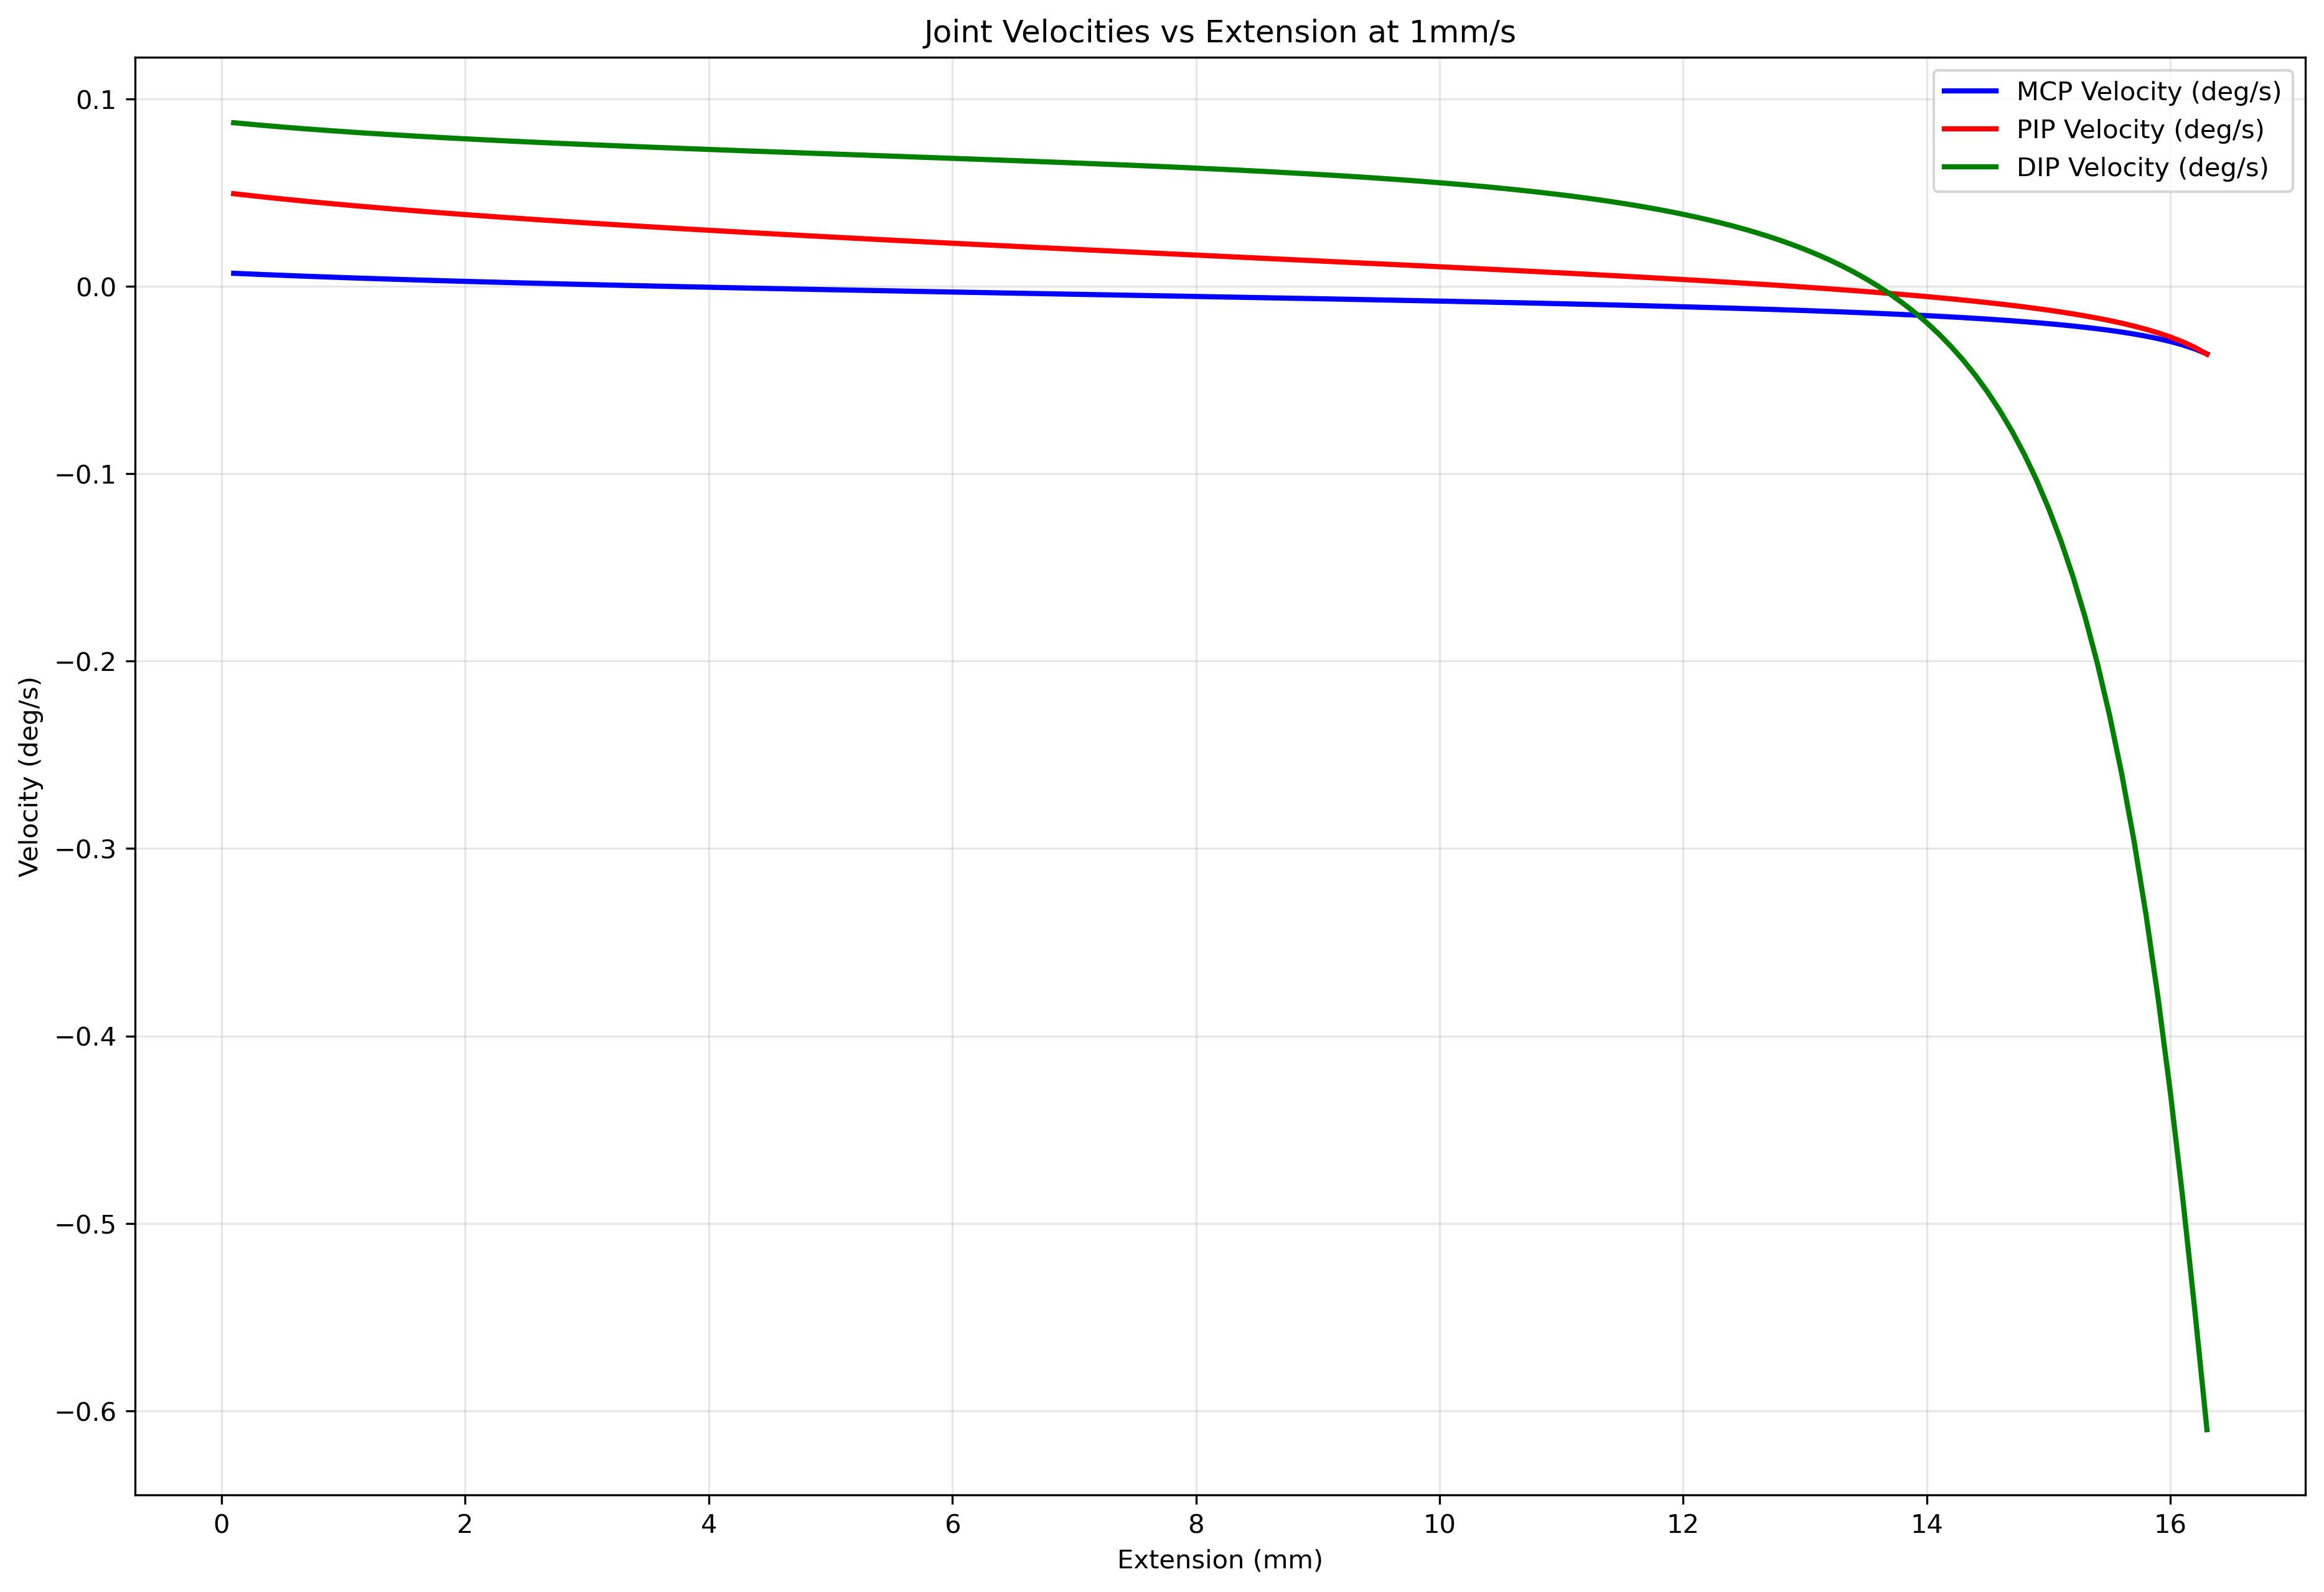 Joint Velocities vs Extension at 1mm/s
MCP Velocity (deg/s)
PIP Velocity (deg/s)
DIP Velocity (deg/s)
Velocity (deg/s)
0.1
0.0
−0.1
−0.2
−0.3
−0.4
−0.5
−0.6
0 2 4 6 8 10 12 14 16
Extension (mm)